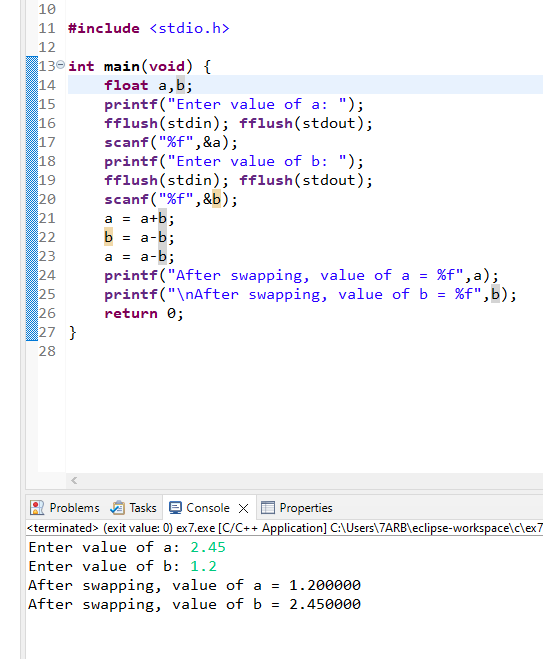 10
11 #include <stdio.h>
12
13 int main(void) {
14 float a,b;
15 printf("Enter value of a: ");
16 fflush(stdin); fflush(stdout);
17 scanf("%f",&a);
18 printf("Enter value of b: ");
19 fflush(stdin); fflush(stdout);
20 scanf("%f",&b);
21 a = a+b;
22 b = a-b;
23 a = a-b;
24 printf("After swapping, value of a = %f",a);
25 printf("\nAfter swapping, value of b = %f",b);
26 return 0;
27 }
28
Problems Tasks Console Properties
<terminated> (exit value: 0) ex7.exe [C/C++ Application] C:\Users\7ARB\eclipse-workspace\c\ex7
Enter value of a: 2.45
Enter value of b: 1.2
After swapping, value of a = 1.200000
After swapping, value of b = 2.450000